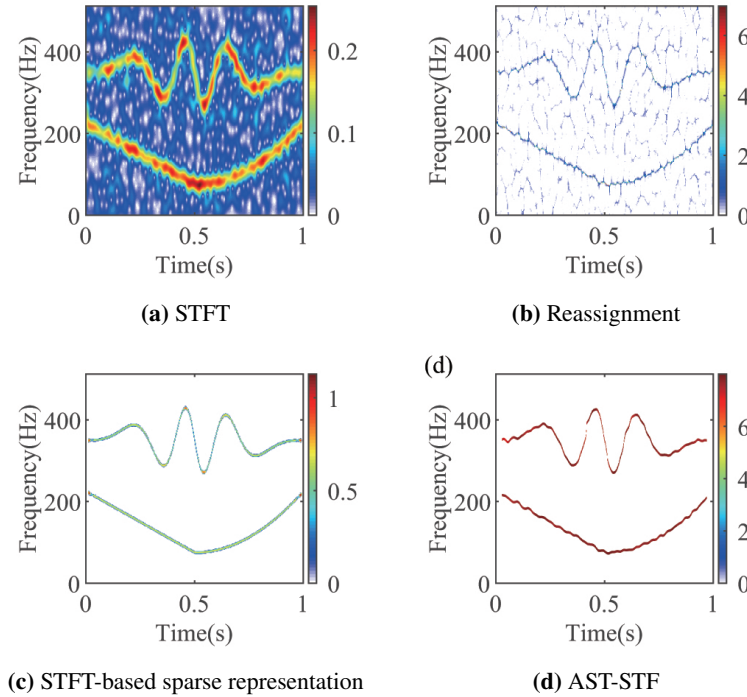 400
200
0
Frequency(Hz)
0
0.5
1
Time(s)
0.2
0.1
0
(a) STFT
400
200
0
Frequency(Hz)
0
0.5
1
Time(s)
6
4
2
0
(b) Reassignment
400
200
0
Frequency(Hz)
0
0.5
1
Time(s)
1
0.5
0
(c) STFT-based sparse representation
(d)
400
200
0
Frequency(Hz)
0
0.5
1
Time(s)
6
4
2
0
(d) AST-STF